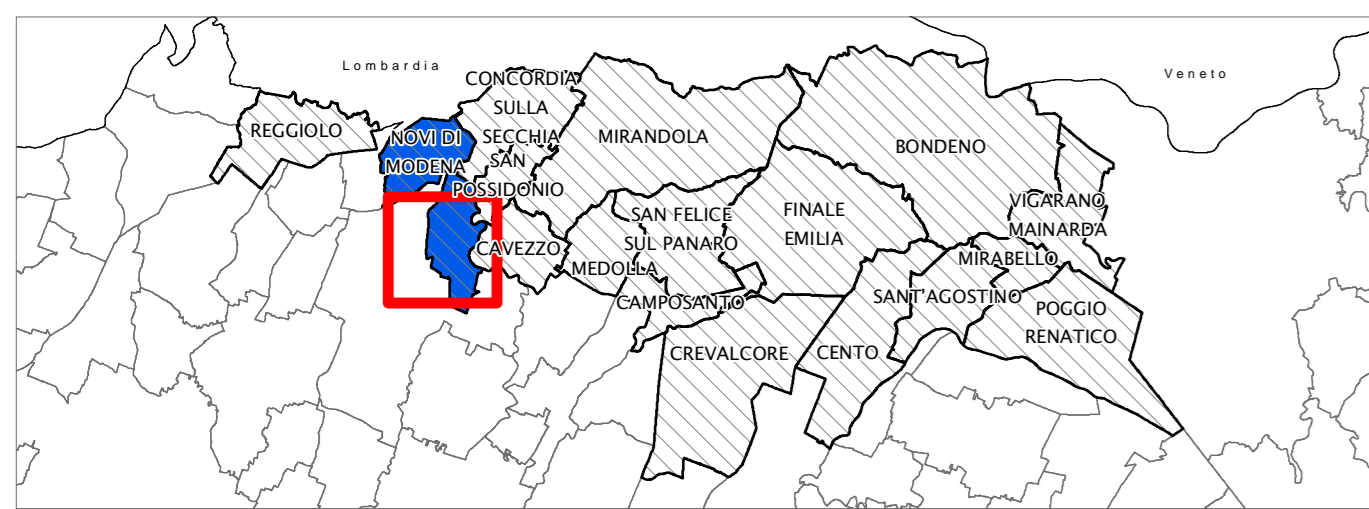 Lombardia
Veneto
CONCORDIA
SULLA
SECCHIA
REGGIOLO
NOVI DI
MODENA
MIRANDOLA
BONDENO
SAN
POSSIDONIO
SAN FELICE
SUL PANARO
FINALE
EMILIA
VIGARANO
MAINARDA
CAVEZZO
MEDOLLA
MIRABELLO
CAMPOSANTO
SANT'AGOSTINO
POGGIO
RENATICO
CREVALCORE
CENTO